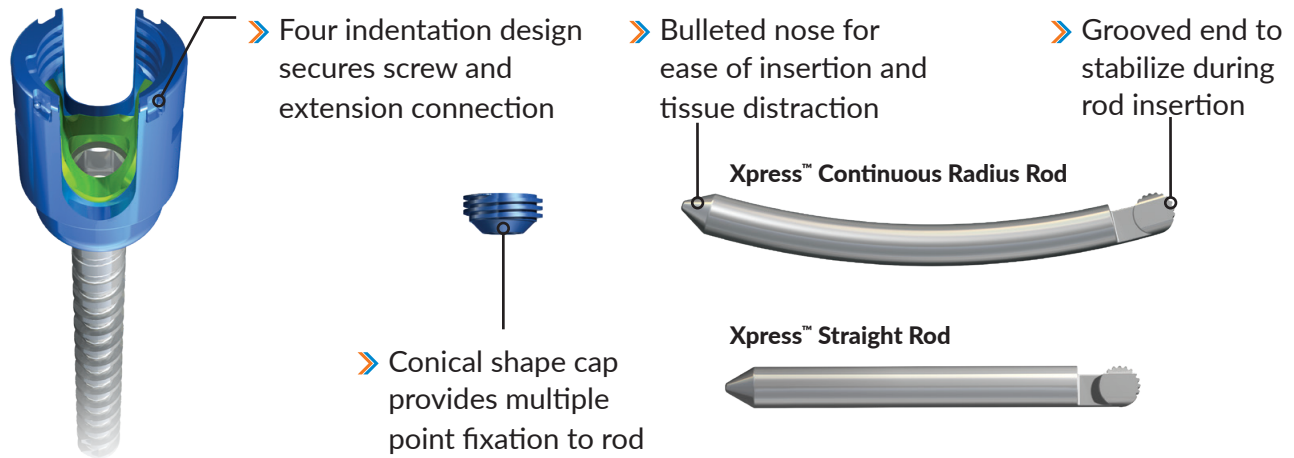 Four indentation design
secures screw and
extension connection
Bulleted nose for
ease of insertion and
tissue distraction
Grooved end to
stabilize during
rod insertion
Xpress™ Continuous Radius Rod
Xpress™ Straight Rod
Conical shape cap
provides multiple
point fixation to rod